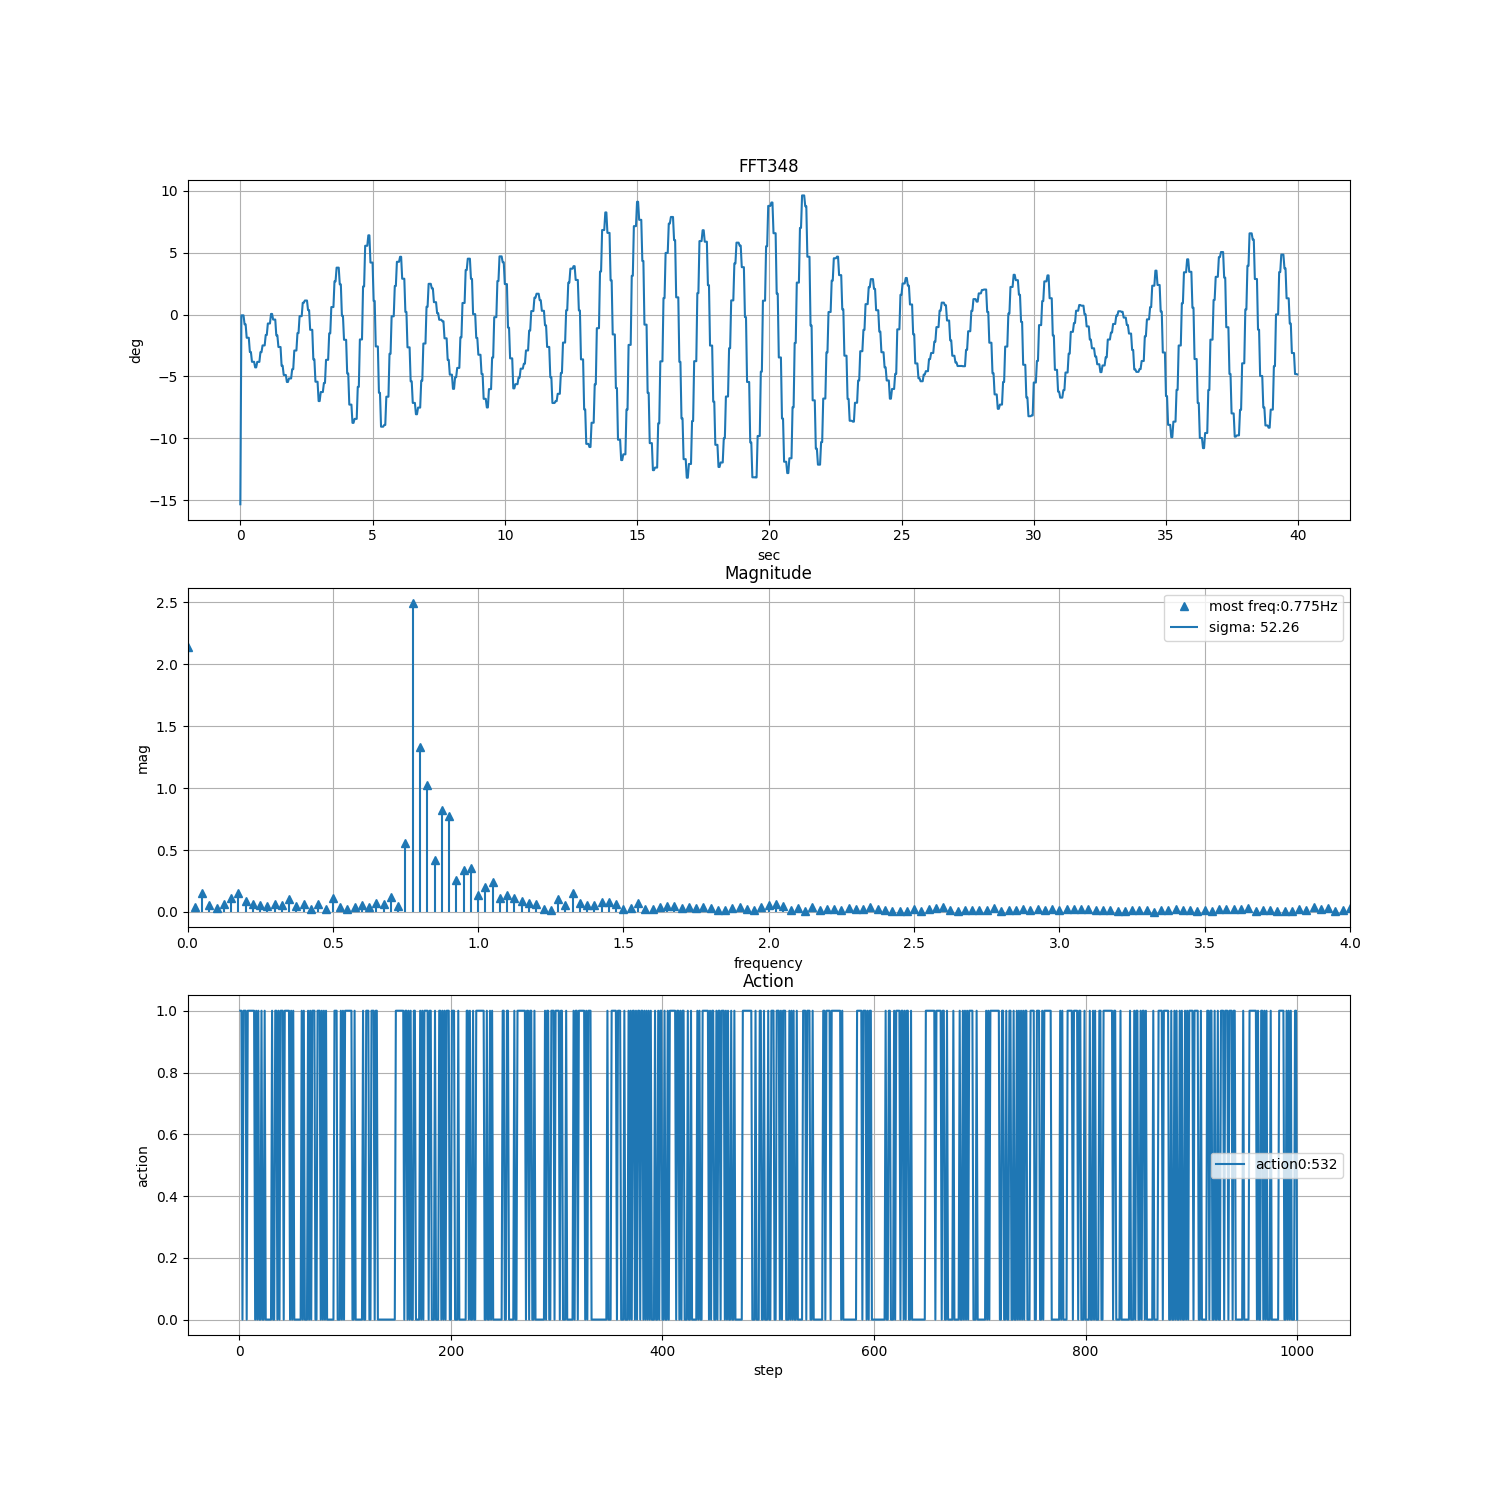 FFT348
10
5
0
−5
−10
−15
deg
0 5 10 15 20 25 30 35 40
sec
Magnitude
2.5
2.0
1.5
1.0
0.5
0.0
mag
most freq:0.775Hz
sigma: 52.26
0.0 0.5 1.0 1.5 2.0 2.5 3.0 3.5 4.0
frequency
Action
1.0
0.8
0.6
0.4
0.2
0.0
action
action0:532
0 200 400 600 800 1000
step